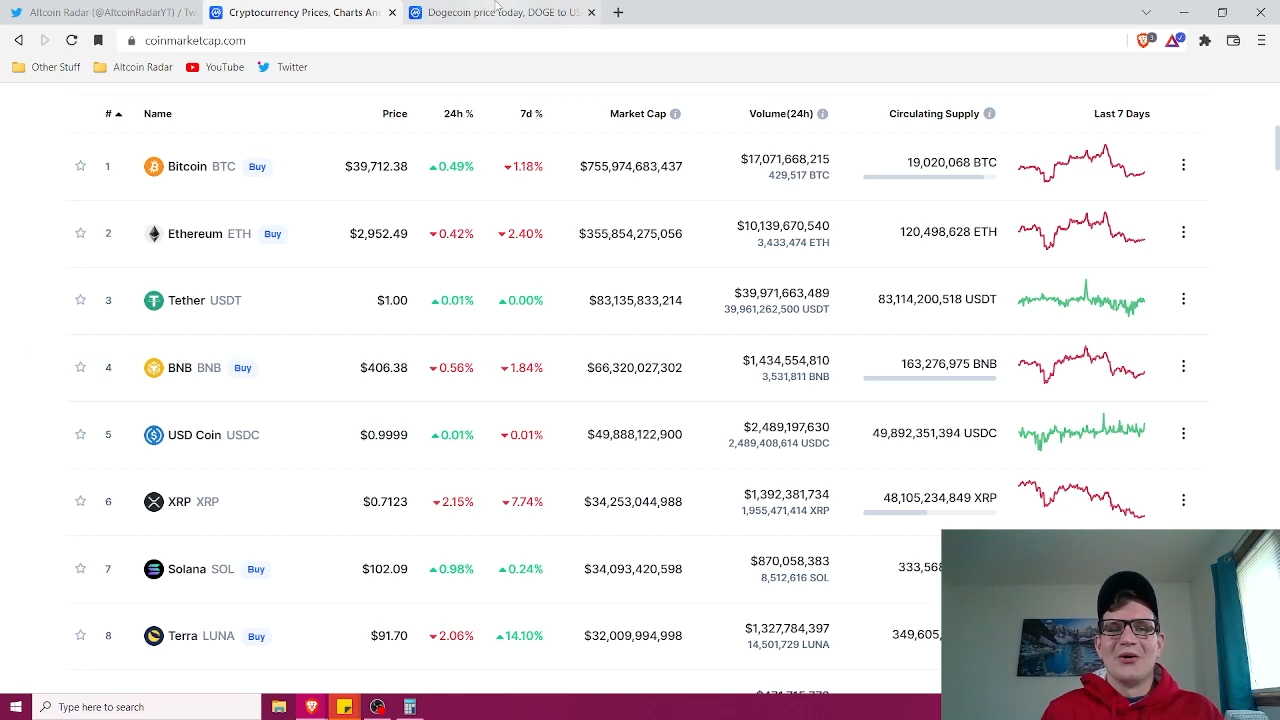 Altcoin Radar (@AltcoinRadarYT) / Twi
Cryptocurrency Prices, Charts An
Dogecoin price today, DOGE to US
coinmarketcap.com
3
Other Stuff
Altcoin Radar
YouTube
Twitter
# Name Price 24h % 7d % Market Cap Volume(24h) Circulating Supply Last 7 Days
1 Bitcoin BTC Buy $39,712.38 0.49% 1.18% $755,974,683,437 $17,071,668,215 19,020,068 BTC
429,517 BTC
2 Ethereum ETH Buy $2,952.49 0.42% 2.40% $355,854,275,056 $10,139,670,540 120,498,628 ETH
3,433,474 ETH
3 Tether USDT $1.00 0.01% 0.00% $83,135,833,214 $39,971,663,489 83,114,200,518 USDT
39,961,262,500 USDT
4 BNB BNB Buy $406.38 0.56% 1.84% $66,320,027,302 $1,434,554,810 163,276,975 BNB
3,531,811 BNB
5 USD Coin USDC $0.9999 0.01% 0.01% $49,888,122,900 $2,489,197,630 49,892,351,394 USDC
2,489,408,614 USDC
6 XRP XRP $0.7123 2.15% 7.74% $34,253,044,988 $1,392,381,734 48,105,234,849 XRP
1,955,471,414 XRP
7 Solana SOL Buy $102.09 0.98% 0.24% $34,093,420,598 $870,058,383 333,568
8,512,616 SOL
8 Terra LUNA Buy $91.70 2.06% 14.10% $32,009,994,998 $1,327,784,397 349,605,
14,501,729 LUNA
Type here to search